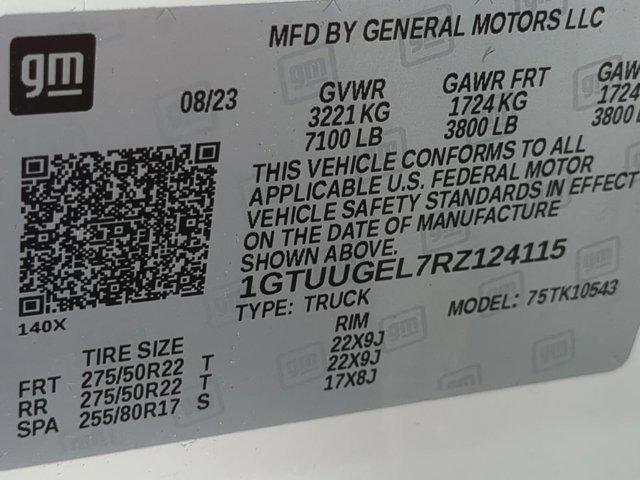 gm
MFD BY GENERAL MOTORS LLC
08/23
GVWR GAWR FRT GAW
3221 KG 1724 KG 1724
7100 LB 3800 LB 3800
THIS VEHICLE CONFORMS TO ALL
APPLICABLE U.S. FEDERAL MOTOR
VEHICLE SAFETY STANDARDS IN EFFECT
ON THE DATE OF MANUFACTURE
SHOWN ABOVE.
1GTUUGEL7RZ124115
TYPE: TRUCK MODEL: 75TK10543
140X
TIRE SIZE RIM
FRT 275/50R22 T 22X9J
RR 275/50R22 T 22X9J
SPA 255/80R17 S 17X8J